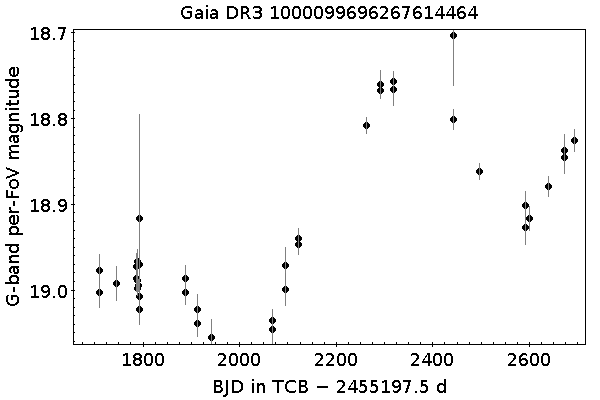 Gaia DR3 1000099696267614464
18.7
18.8
18.9
19.0
G-band per-FoV magnitude
1800 2000 2200 2400 2600
BJD in TCB − 2455197.5 d